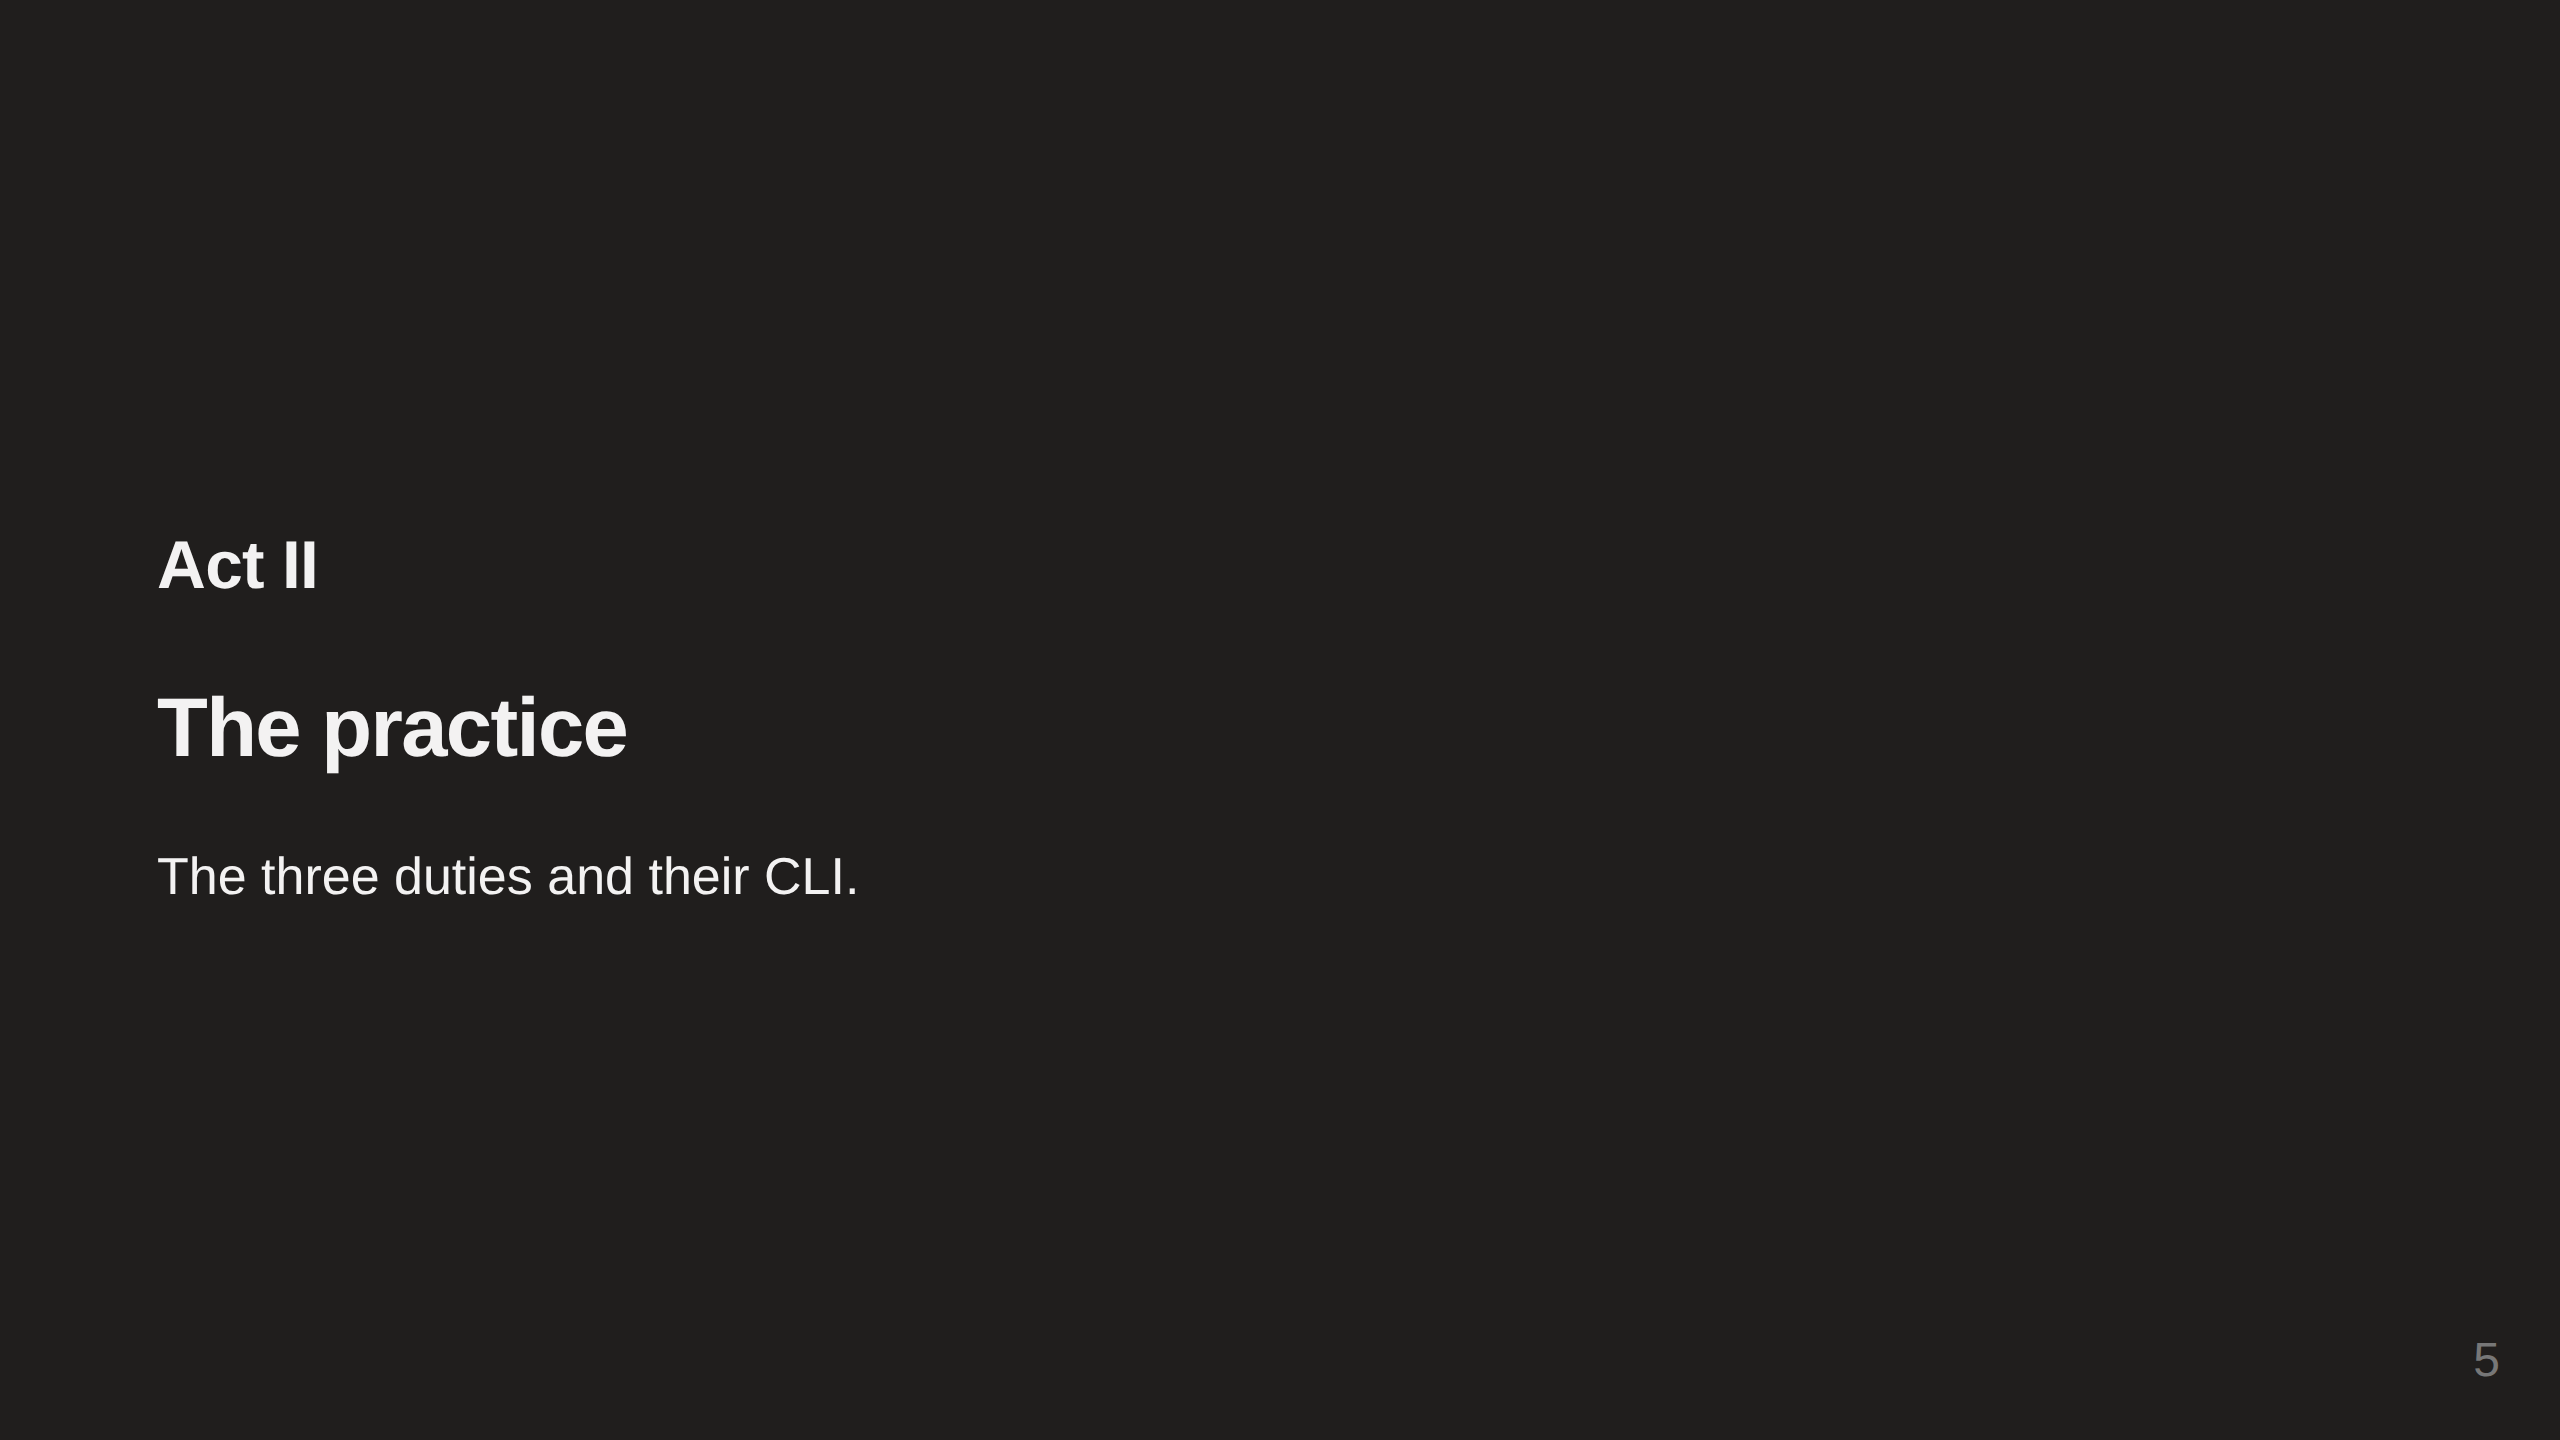 Act II
The practice
The three duties and their CLI.
5